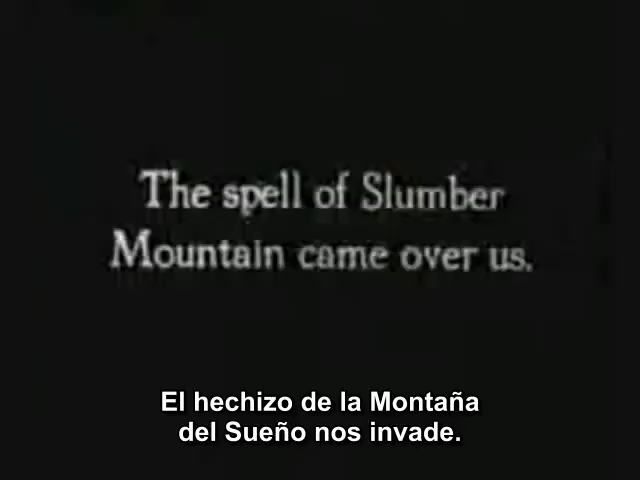 The spell of Slumber
Mountain came over us.
El hechizo de la Montaña
del Sueño nos invade.